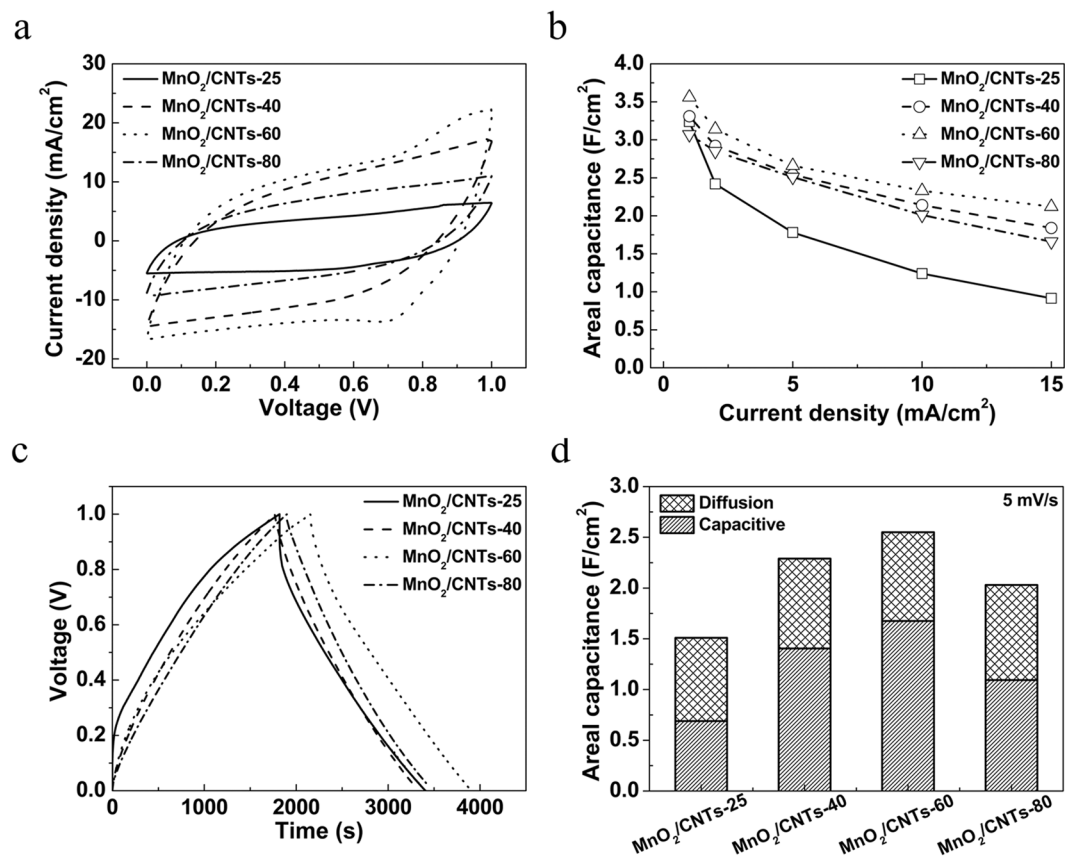 a
30
20
10
0
-10
-20
0.0 0.2 0.4 0.6 0.8 1.0
Voltage (V)
Current density (mA/cm²)
MnO₂/CNTs-25
MnO₂/CNTs-40
MnO₂/CNTs-60
MnO₂/CNTs-80
b
4.0
3.5
3.0
2.5
2.0
1.5
1.0
0.5
0.0
0 5 10 15
Current density (mA/cm²)
Areal capacitance (F/cm²)
MnO₂/CNTs-25
MnO₂/CNTs-40
MnO₂/CNTs-60
MnO₂/CNTs-80
c
1.0
0.8
0.6
0.4
0.2
0.0
0 1000 2000 3000 4000
Time (s)
Voltage (V)
MnO₂/CNTs-25
MnO₂/CNTs-40
MnO₂/CNTs-60
MnO₂/CNTs-80
d
3.0
2.5
2.0
1.5
1.0
0.5
0.0
Areal capacitance (F/cm²)
Diffusion
Capacitive
5 mV/s
MnO₂/CNTs-25
MnO₂/CNTs-40
MnO₂/CNTs-60
MnO₂/CNTs-80